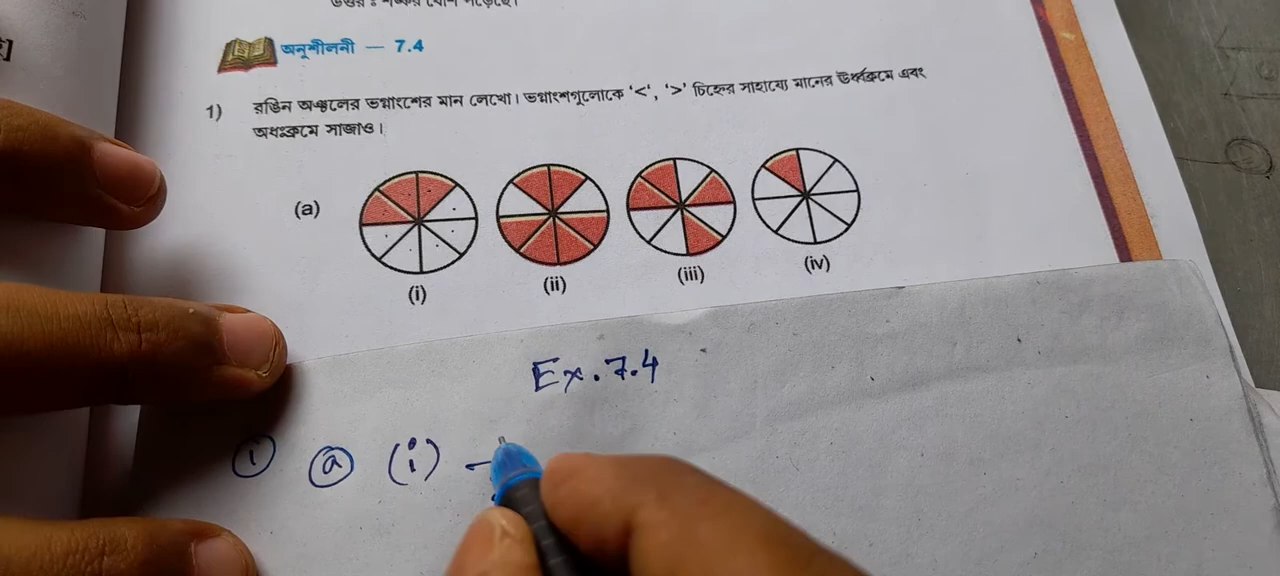 অনুশীলনী — 7.4
1) রঙিন অঞ্চলের ভগ্নাংশের মান লেখো। ভগ্নাংশগুলোকে '<', '>' চিহ্নের সাহায্যে মানের ঊর্ধ্বক্রমে এবং
অধঃক্রমে সাজাও।
(a)
(i) (ii) (iii) (iv)
Ex. 7.4
1 a (i) -